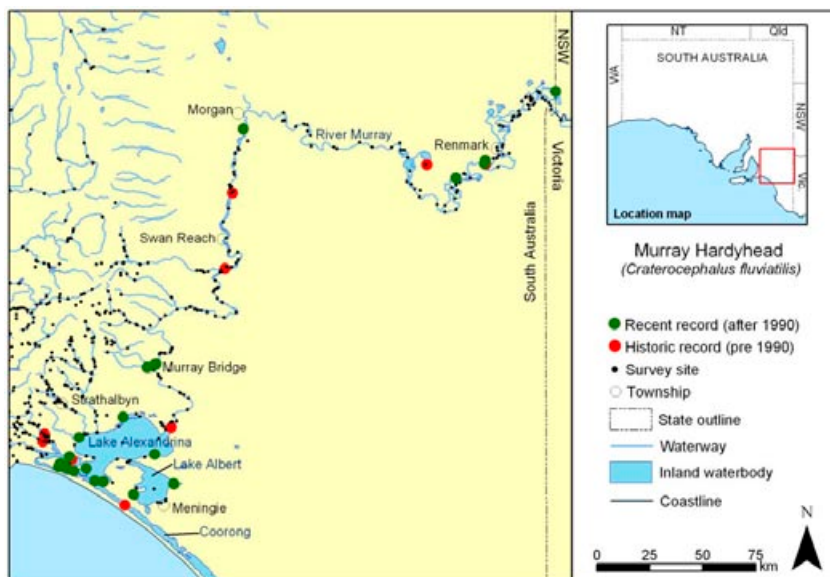 NSW
Morgan
River Murray
Renmark
Victoria
Swan Reach
South Australia
Murray Bridge
Strathalbyn
Lake Alexandrina
Lake Albert
Meningie
Coorong
NT
Qld
SOUTH AUSTRALIA
WA
NSW
Vic
Location map
Murray Hardyhead
(Craterocephalus fluviatilis)
Recent record (after 1990)
Historic record (pre 1990)
Survey site
Township
State outline
Waterway
Inland waterbody
Coastline
N
0 25 50 75
km